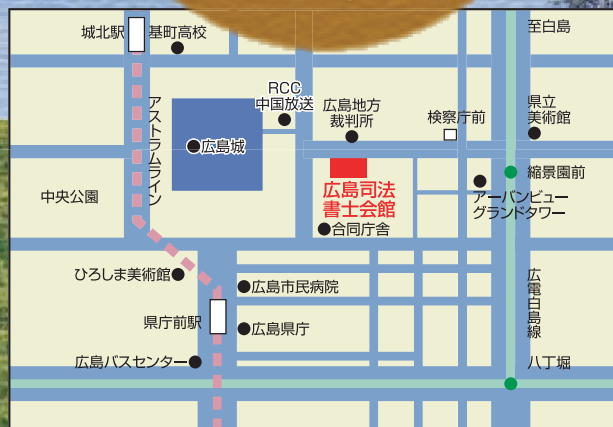 城北駅
基町高校
至白島
RCC
中国放送
広島地方
裁判所
検察庁前
県立
美術館
アストラムライン
広島城
縮景園前
中央公園
広島司法
書士会館
アーバンビュー
グランドタワー
合同庁舎
ひろしま美術館
広島市民病院
広電白島線
県庁前駅
広島県庁
広島バスセンター
八丁堀